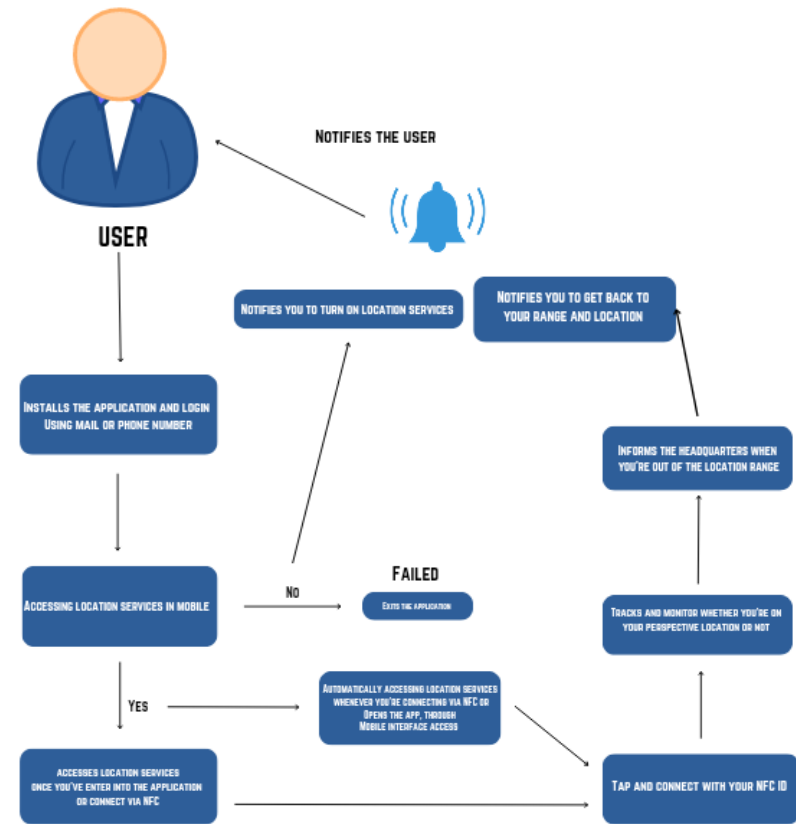 NOTIFIES THE USER
USER
NOTIFIES YOU TO TURN ON LOCATION SERVICES
NOTIFIES YOU TO GET BACK TO
YOUR RANGE AND LOCATION
INSTALLS THE APPLICATION AND LOGIN
USING MAIL OR PHONE NUMBER
INFORMS THE HEADQUARTERS WHEN
YOU'RE OUT OF THE LOCATION RANGE
ACCESSING LOCATION SERVICES IN MOBILE
NO
FAILED
EXITS THE APPLICATION
TRACKS AND MONITOR WHETHER YOU'RE ON
YOUR PERSPECTIVE LOCATION OR NOT
YES
AUTOMATICALLY ACCESSING LOCATION SERVICES
WHENEVER YOU'RE CONNECTING VIA NFC OR
OPENS THE APP, THROUGH
MOBILE INTERFACE ACCESS
ACCESSES LOCATION SERVICES
ONCE YOU'VE ENTER INTO THE APPLICATION
OR CONNECT VIA NFC
TAP AND CONNECT WITH YOUR NFC ID